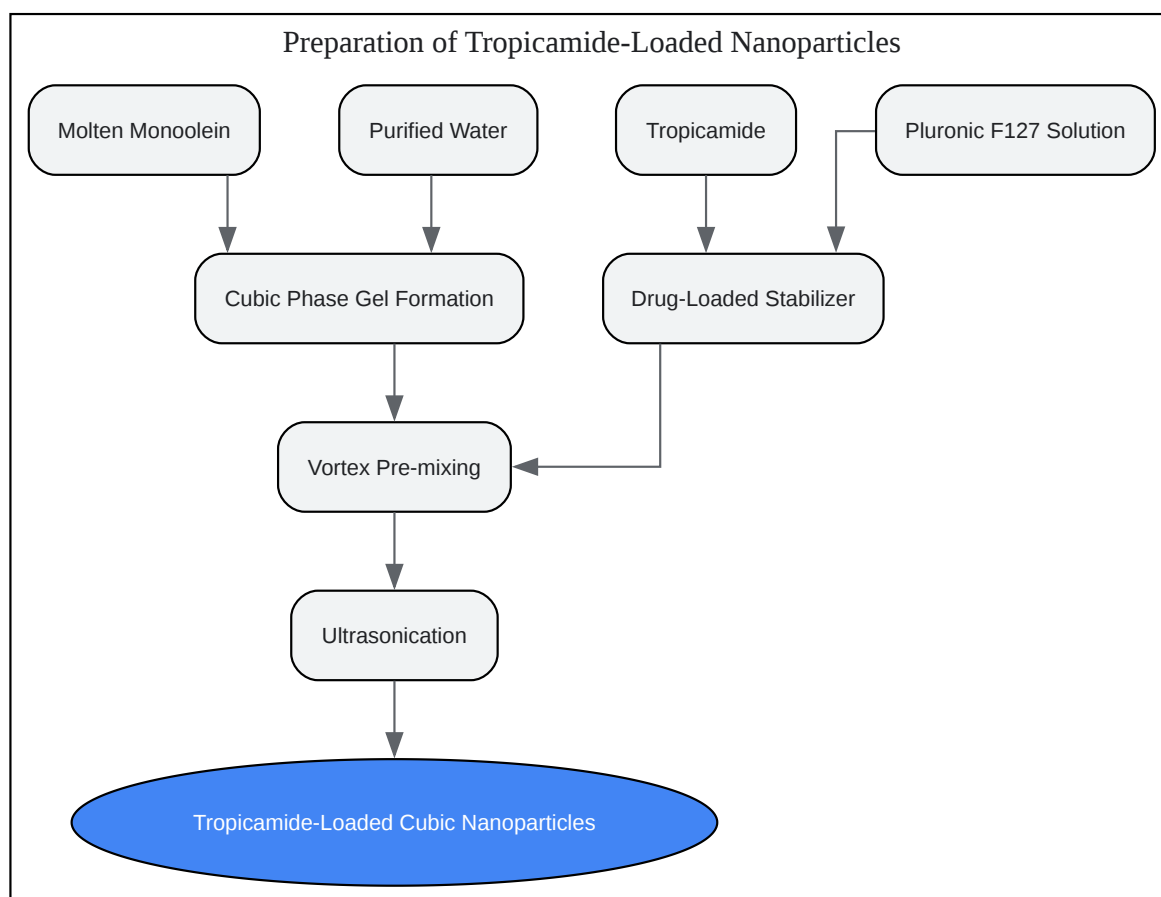 Preparation of Tropicamide-Loaded Nanoparticles
Molten Monoolein
Purified Water
Tropicamide
Pluronic F127 Solution
Cubic Phase Gel Formation
Drug-Loaded Stabilizer
Vortex Pre-mixing
Ultrasonication
Tropicamide-Loaded Cubic Nanoparticles